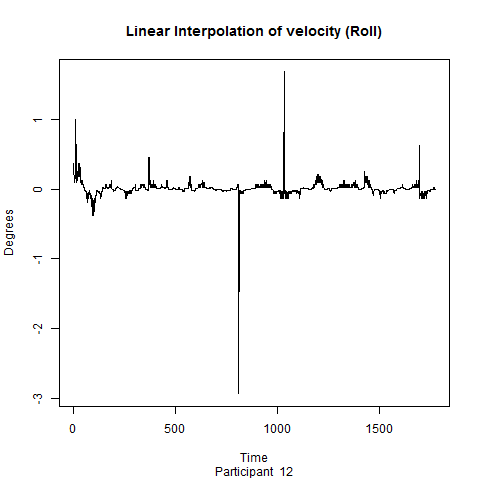 Linear Interpolation of velocity (Roll)
Degrees
1
0
-1
-2
-3
0 500 1000 1500
Time
Participant 12